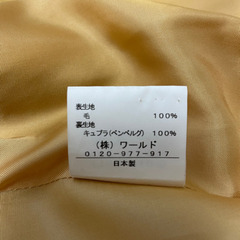 表生地
毛 100%
裏生地
キュプラ(ベンベルグ) 100%
(株)ワールド
0120-977-917
日本製